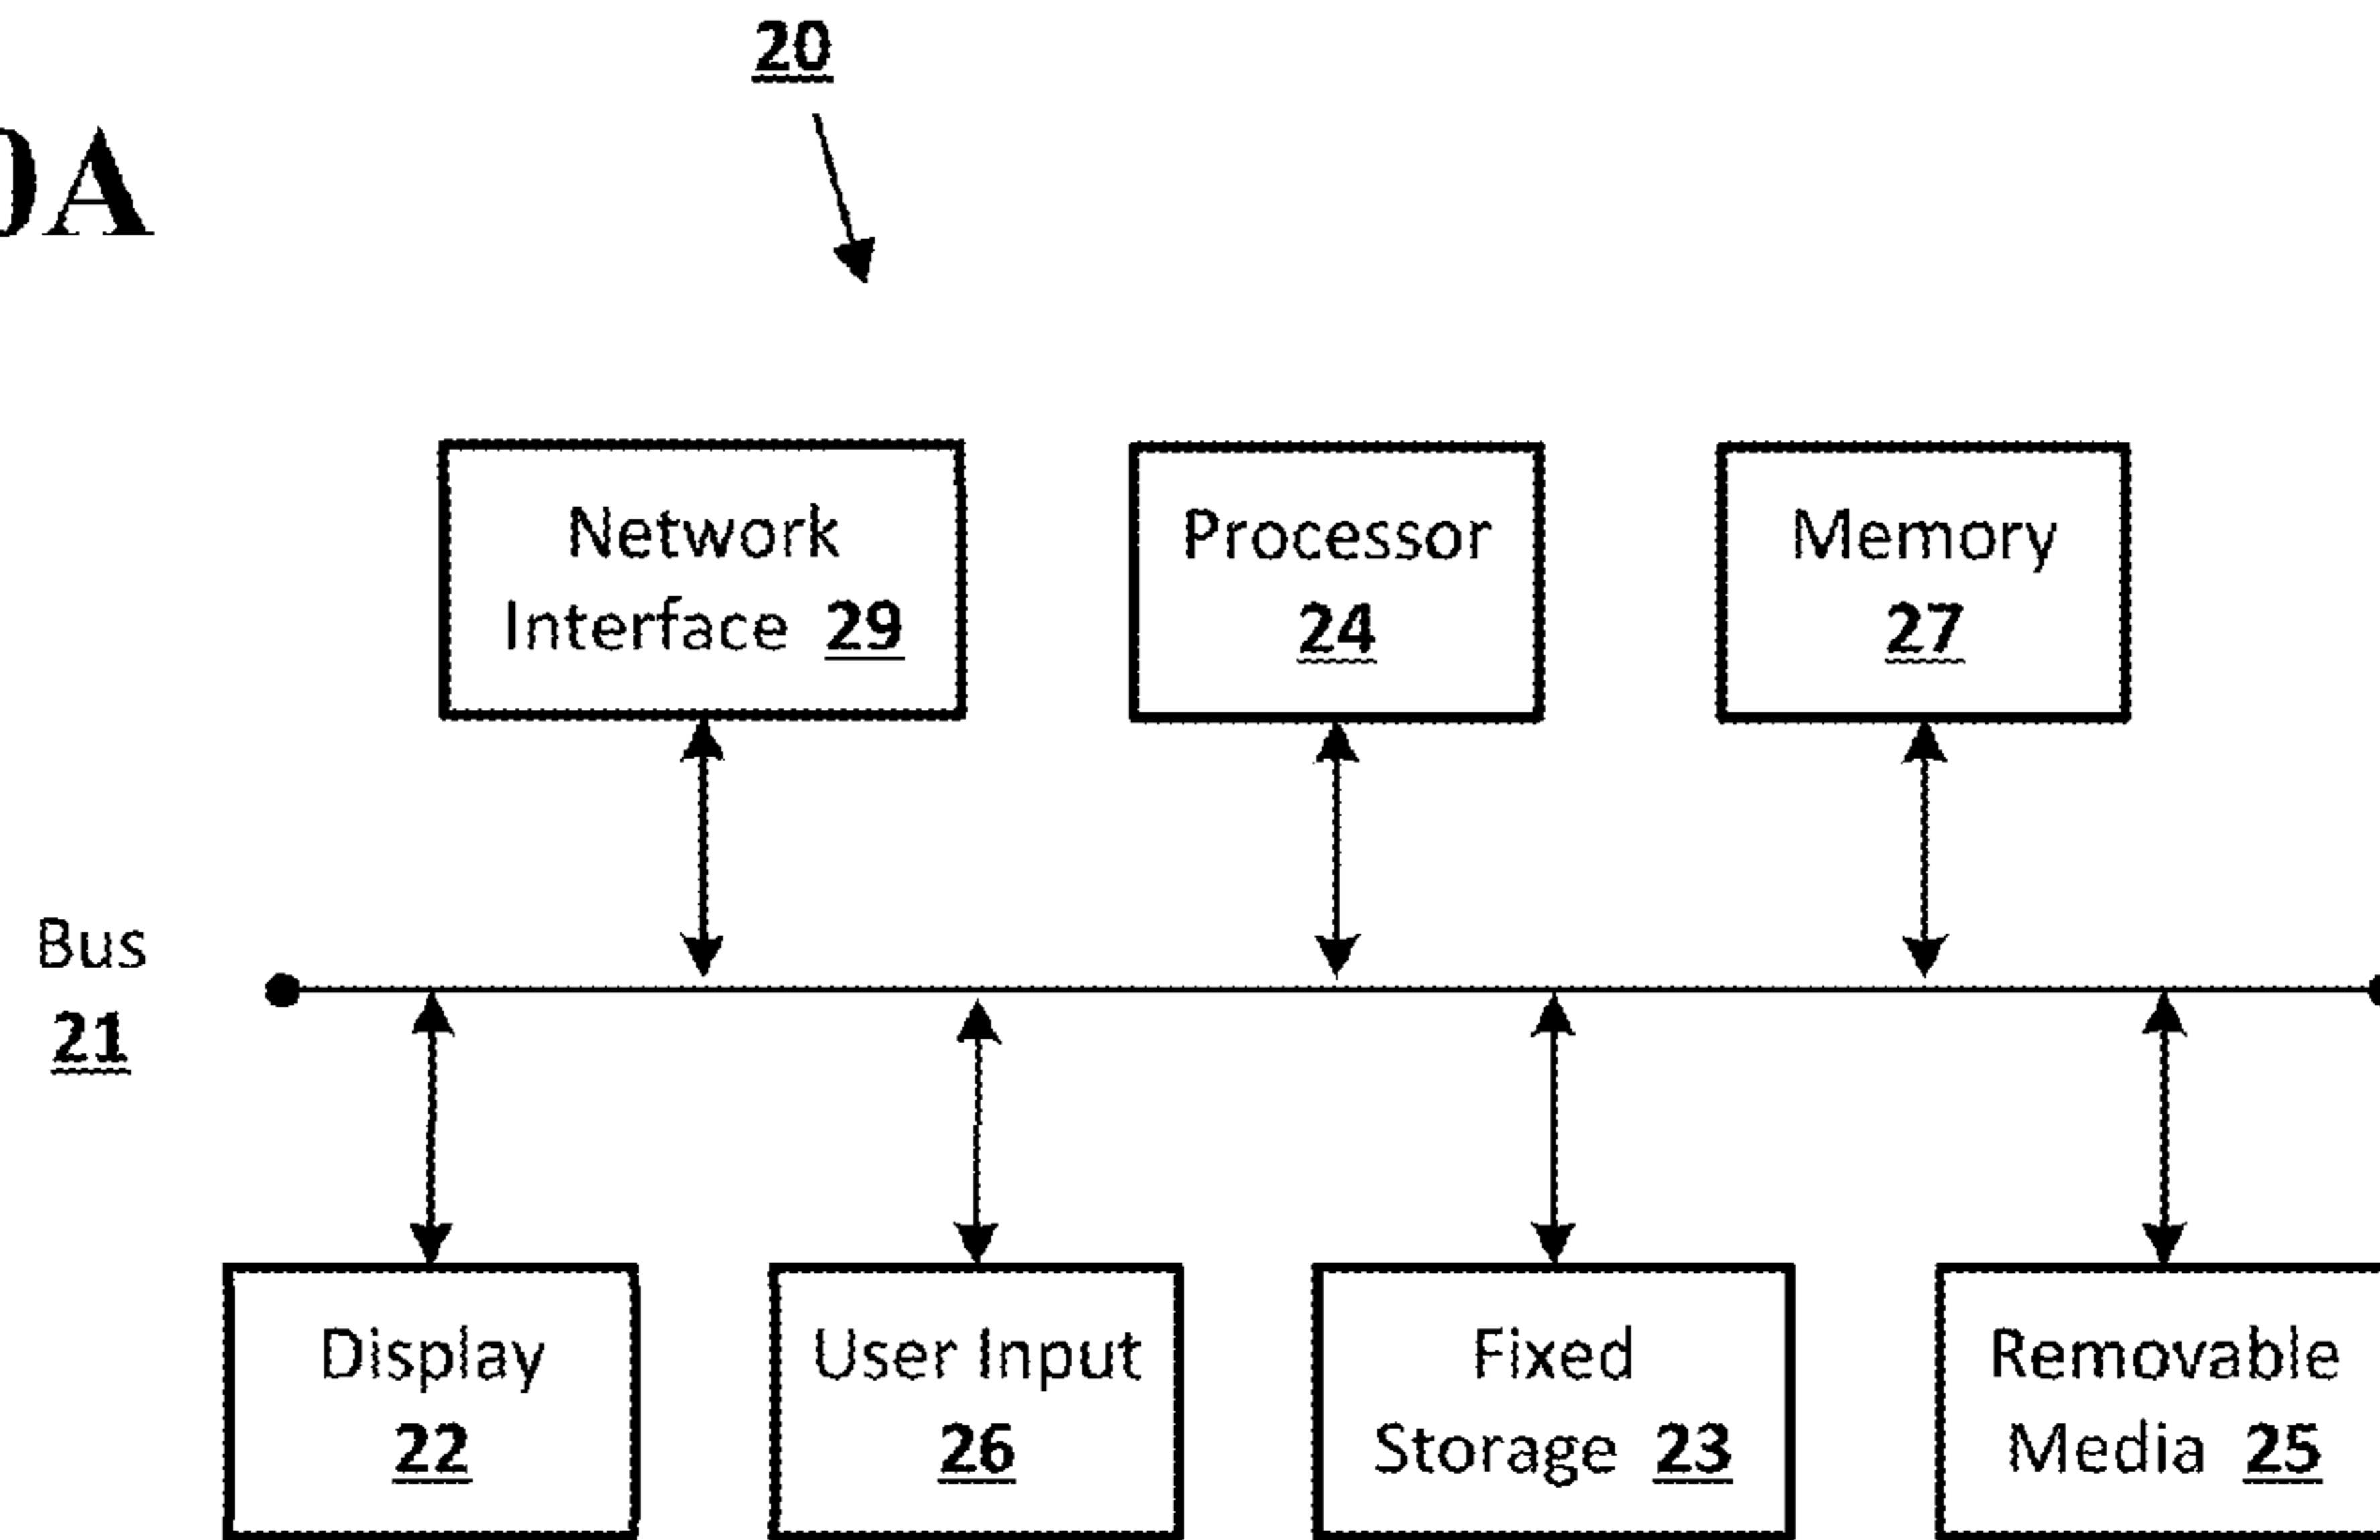 20
0A
Network
Interface 29
Processor
24
Memory
27
Bus
21
Display
22
User Input
26
Fixed
Storage 23
Removable
Media 25